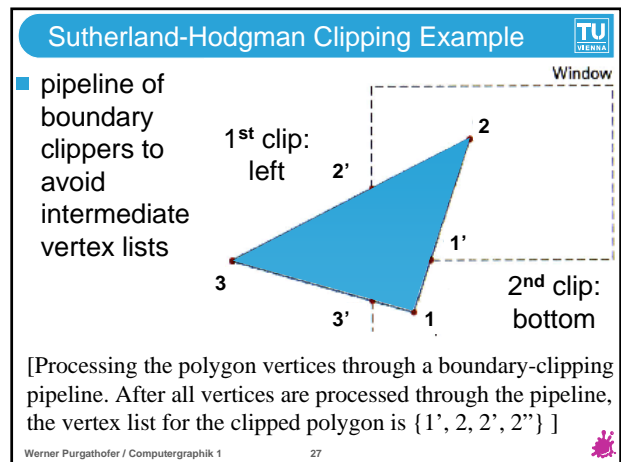 Sutherland-Hodgman Clipping Example
TU
VIENNA
pipeline of
boundary
clippers to
avoid
intermediate
vertex lists
1st clip:
left
Window
2
2’
1’
3
3’
1
2nd clip:
bottom
[Processing the polygon vertices through a boundary-clipping
pipeline. After all vertices are processed through the pipeline,
the vertex list for the clipped polygon is {1’, 2, 2’, 2”} ]
Werner Purgathofer / Computergraphik 1 27